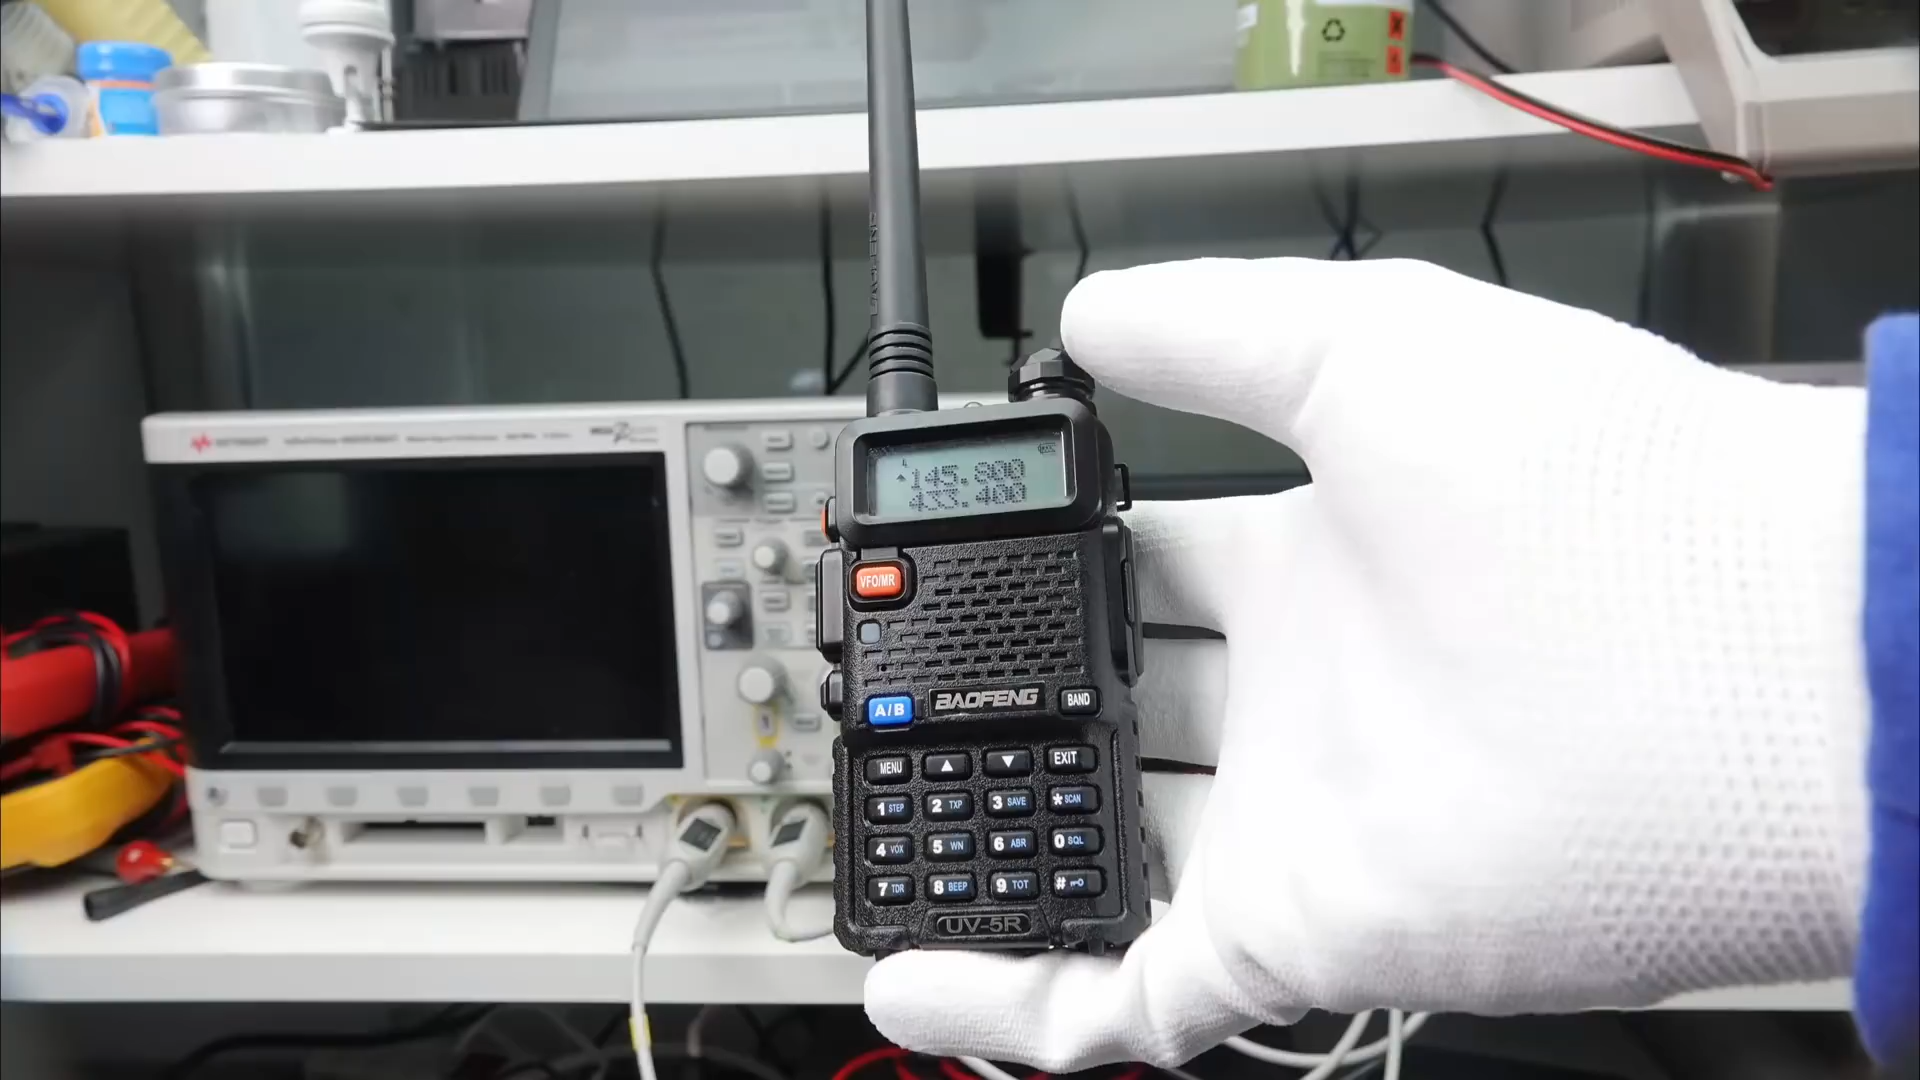 145.800
433.400
VFO/MR
A/B
BAOFENG
BAND
MENU ▲ ▼ EXIT
1 STEP 2 TXP 3 SAVE * SCAN
4 VOX 5 WN 6 ABR 0 SQL
7 TDR 8 BEEP 9 TOT #
UV-5R